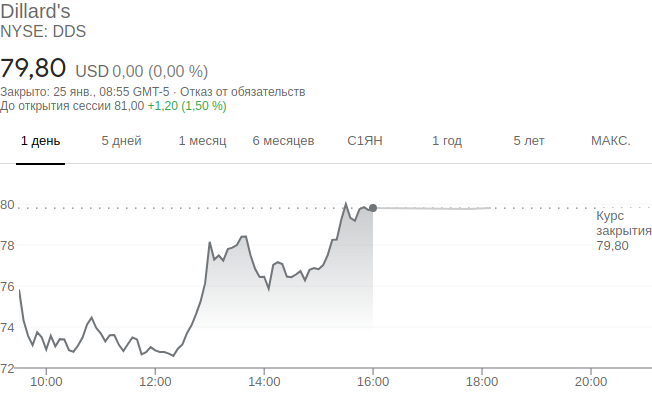 Dillard's
NYSE: DDS
79,80 USD 0,00 (0,00 %)
Закрыто: 25 янв., 08:55 GMT-5 · Отказ от обязательств
До открытия сессии 81,00 +1,20 (1,50 %)
1 день 5 дней 1 месяц 6 месяцев С1ЯН 1 год 5 лет МАКС.
80
Курс
закрытия
79,80
78
76
74
72
10:00 12:00 14:00 16:00 18:00 20:00